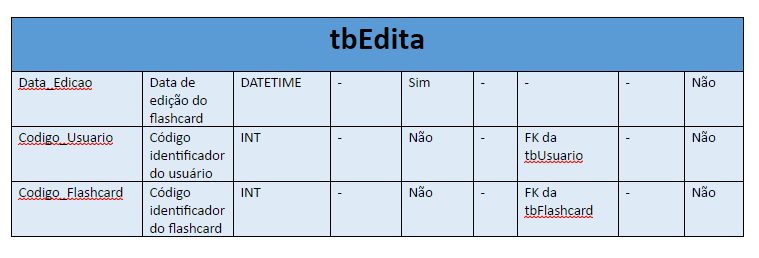 tbEdita
Data_Edicao Data de edição do flashcard DATETIME - Sim - - - Não
Codigo_Usuario Código identificador do usuário INT - Não - FK da tbUsuario - Não
Codigo_Flashcard Código identificador do flashcard INT - Não - FK da tbFlashcard - Não